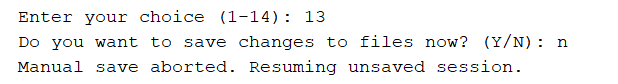 Enter your choice (1-14): 13
Do you want to save changes to files now? (Y/N): n
Manual save aborted. Resuming unsaved session.